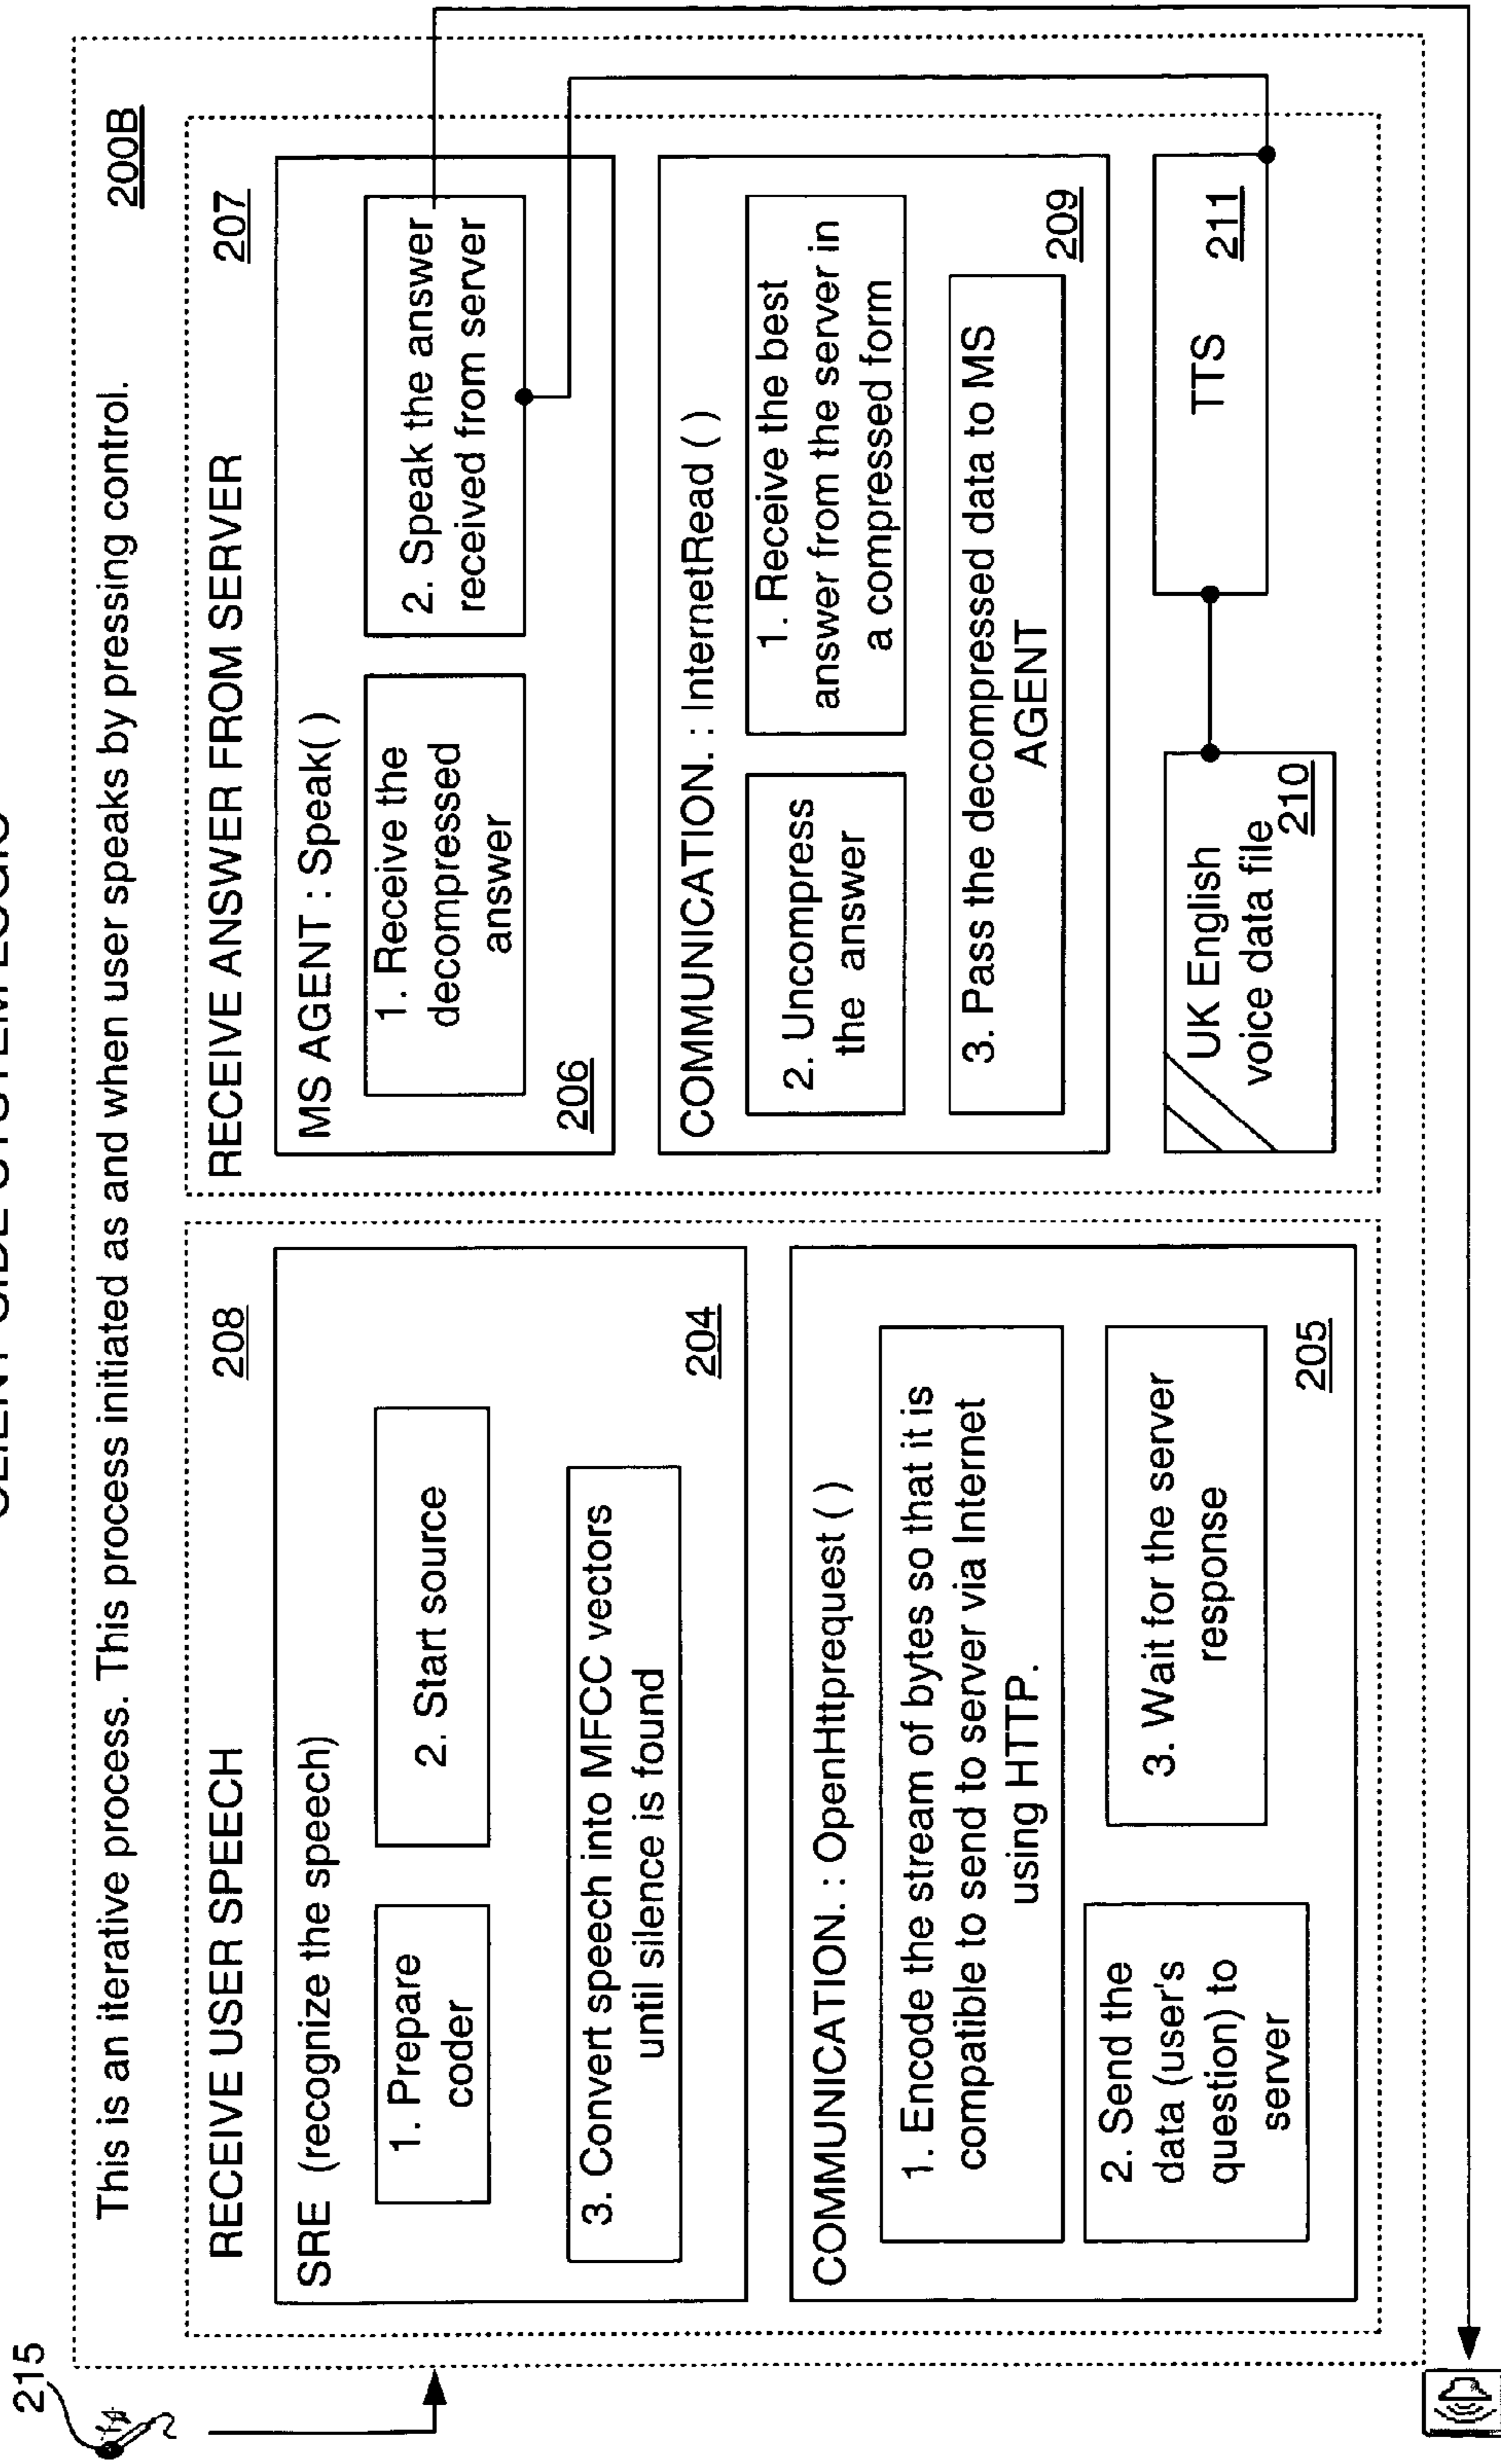 CLIENT SIDE SYSTEM LOGIC
This is an iterative process. This process initiated as and when user speaks by pressing control.
200B
215
RECEIVE USER SPEECH
208
SRE (recognize the speech)
1. Prepare
coder
2. Start source
3. Convert speech into MFCC vectors
until silence is found
204
COMMUNICATION. : OpenHttprequest ( )
1. Encode the stream of bytes so that it is
compatible to send to server via Internet
using HTTP.
2. Send the
data (user's
question) to
server
3. Wait for the server
response
205
RECEIVE ANSWER FROM SERVER
207
MS AGENT : Speak( )
1. Receive the
decompressed
answer
2. Speak the answer
received from server
206
COMMUNICATION. : InternetRead ( )
2. Uncompress
the answer
1. Receive the best
answer from the server in
a compressed form
3. Pass the decompressed data to MS
AGENT
209
UK English
voice data file
210
TTS
211